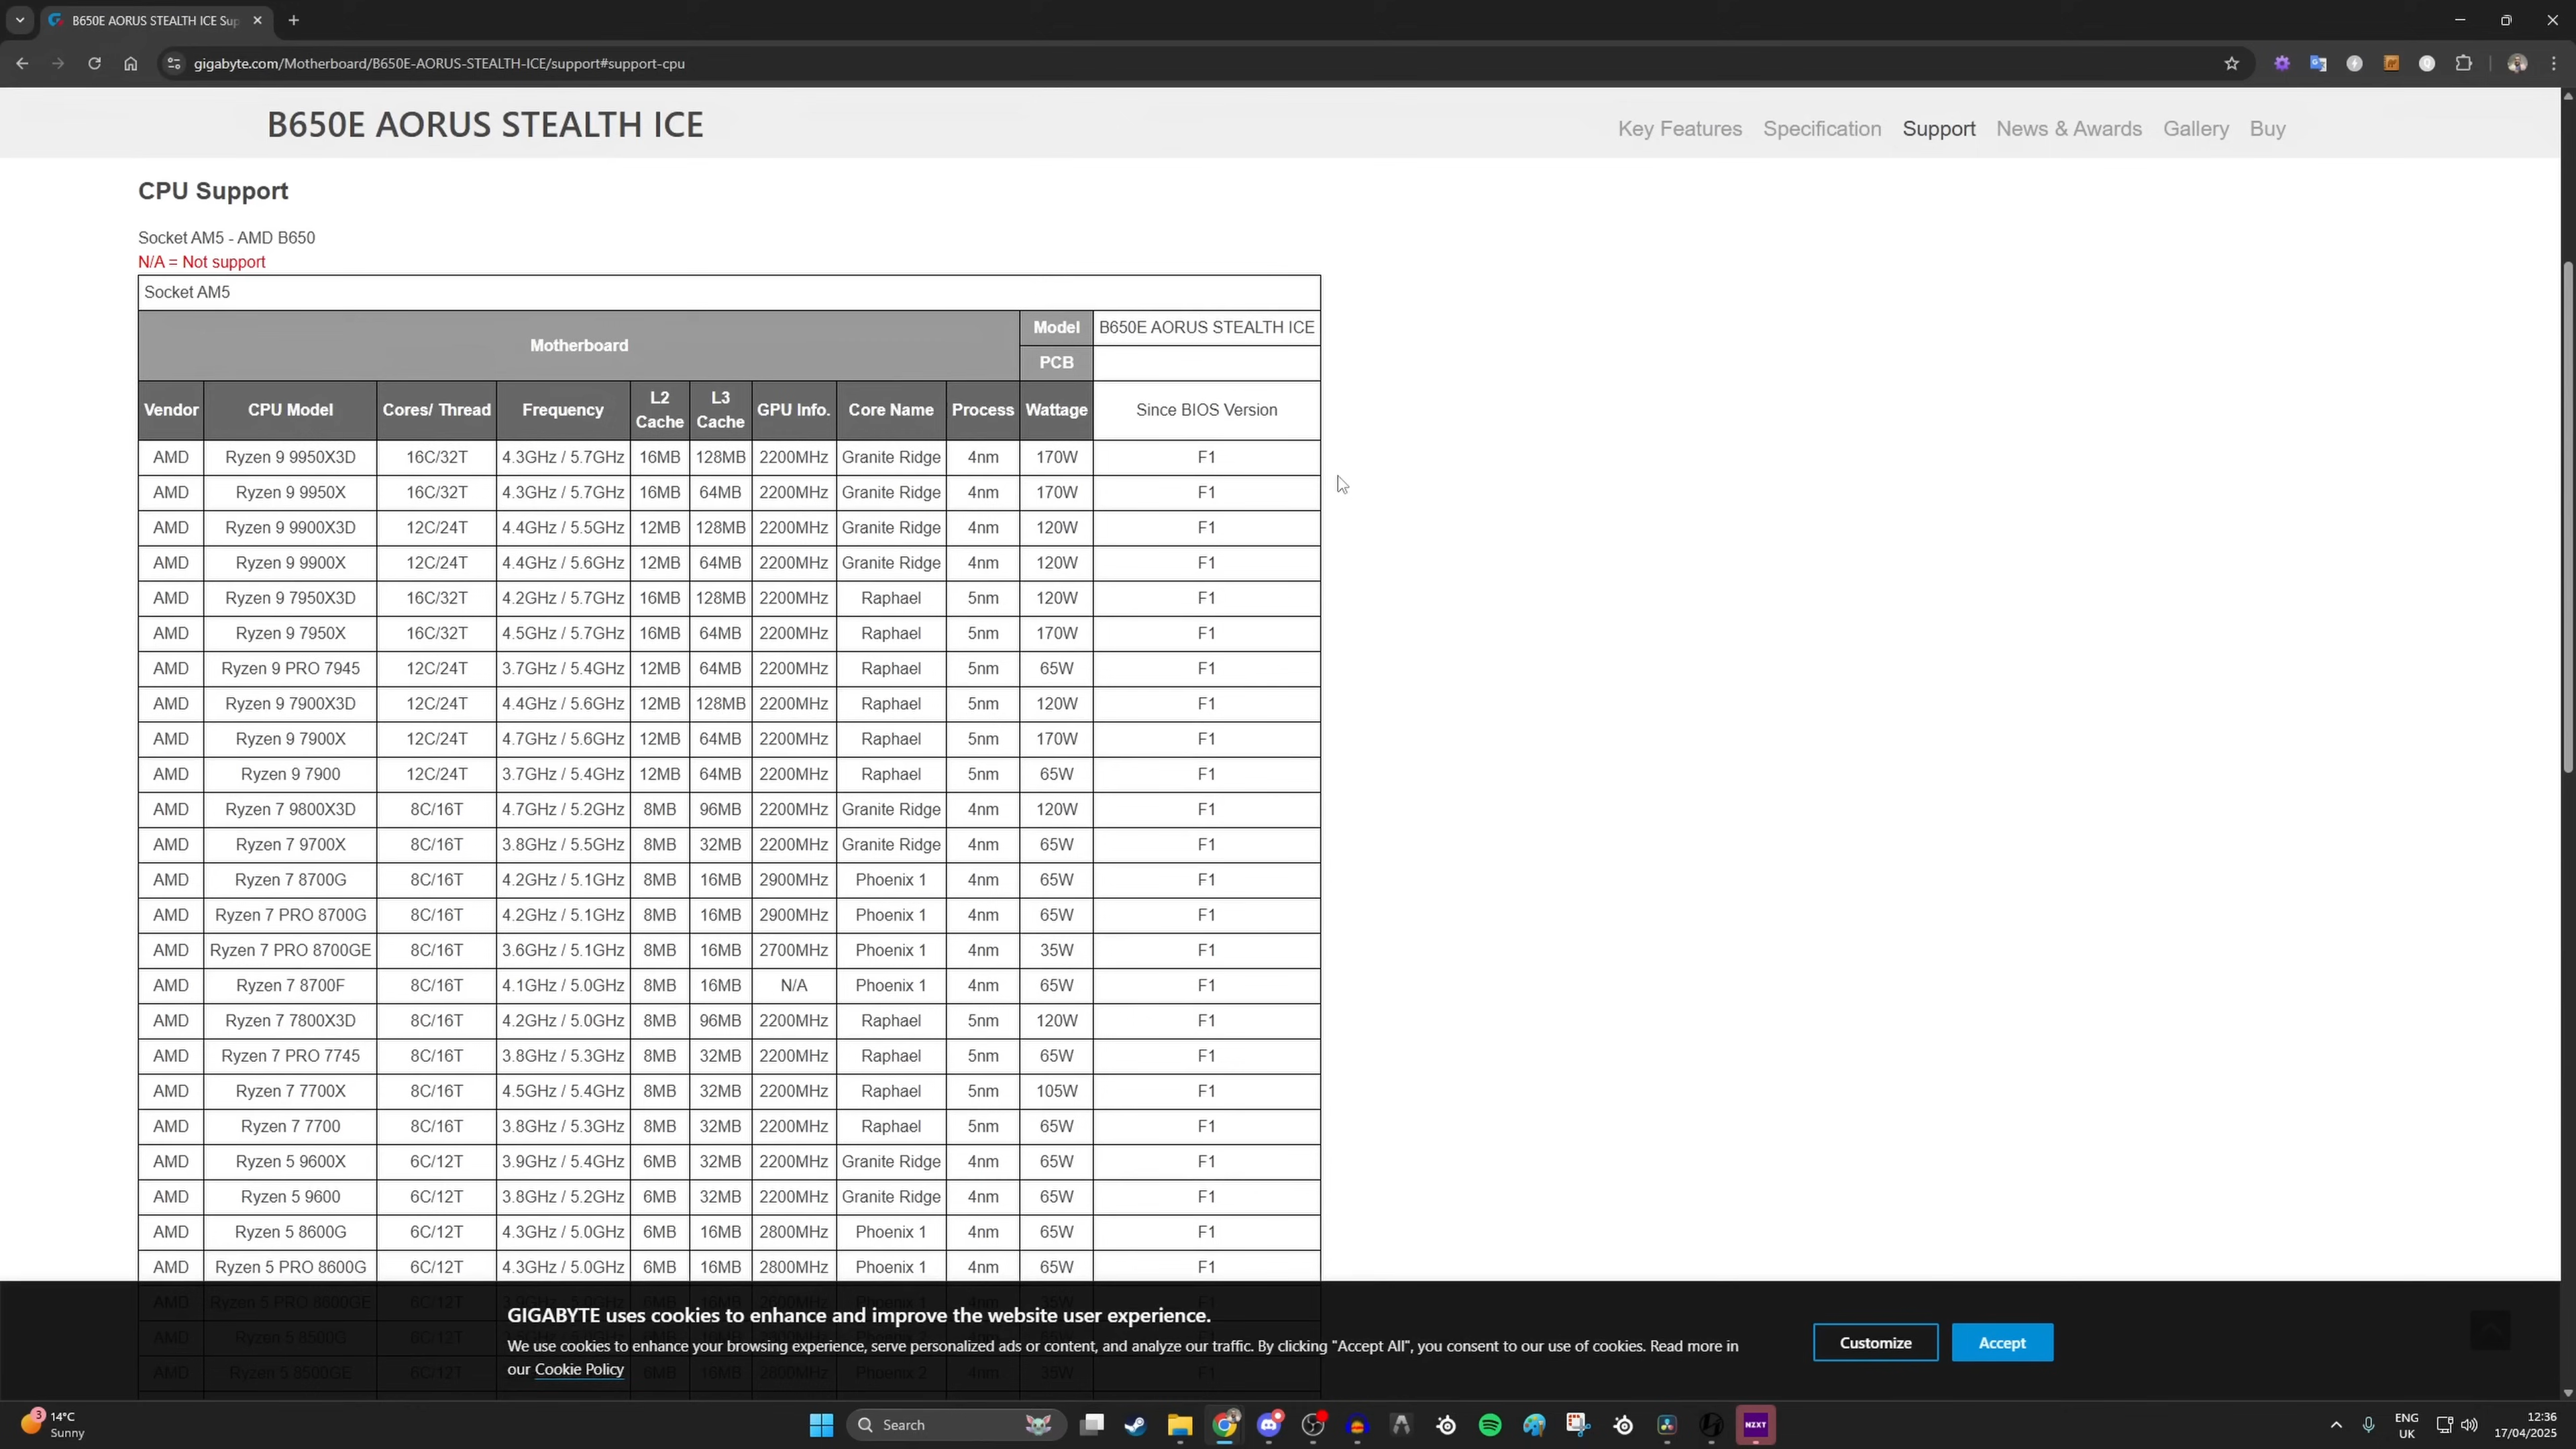 B650E AORUS STEALTH ICE Sup
gigabyte.com/Motherboard/B650E-AORUS-STEALTH-ICE/support#support-cpu
B650E AORUS STEALTH ICE
Key Features Specification Support News & Awards Gallery Buy
CPU Support
Socket AM5 - AMD B650
N/A = Not support
Socket AM5
Motherboard Model B650E AORUS STEALTH ICE
PCB
Vendor CPU Model Cores/ Thread Frequency L2 Cache L3 Cache GPU Info. Core Name Process Wattage Since BIOS Version
AMD Ryzen 9 9950X3D 16C/32T 4.3GHz / 5.7GHz 16MB 128MB 2200MHz Granite Ridge 4nm 170W F1
AMD Ryzen 9 9950X 16C/32T 4.3GHz / 5.7GHz 16MB 64MB 2200MHz Granite Ridge 4nm 170W F1
AMD Ryzen 9 9900X3D 12C/24T 4.4GHz / 5.5GHz 12MB 128MB 2200MHz Granite Ridge 4nm 120W F1
AMD Ryzen 9 9900X 12C/24T 4.4GHz / 5.6GHz 12MB 64MB 2200MHz Granite Ridge 4nm 120W F1
AMD Ryzen 9 7950X3D 16C/32T 4.2GHz / 5.7GHz 16MB 128MB 2200MHz Raphael 5nm 120W F1
AMD Ryzen 9 7950X 16C/32T 4.5GHz / 5.7GHz 16MB 64MB 2200MHz Raphael 5nm 170W F1
AMD Ryzen 9 PRO 7945 12C/24T 3.7GHz / 5.4GHz 12MB 64MB 2200MHz Raphael 5nm 65W F1
AMD Ryzen 9 7900X3D 12C/24T 4.4GHz / 5.6GHz 12MB 128MB 2200MHz Raphael 5nm 120W F1
AMD Ryzen 9 7900X 12C/24T 4.7GHz / 5.6GHz 12MB 64MB 2200MHz Raphael 5nm 170W F1
AMD Ryzen 9 7900 12C/24T 3.7GHz / 5.4GHz 12MB 64MB 2200MHz Raphael 5nm 65W F1
AMD Ryzen 7 9800X3D 8C/16T 4.7GHz / 5.2GHz 8MB 96MB 2200MHz Granite Ridge 4nm 120W F1
AMD Ryzen 7 9700X 8C/16T 3.8GHz / 5.5GHz 8MB 32MB 2200MHz Granite Ridge 4nm 65W F1
AMD Ryzen 7 8700G 8C/16T 4.2GHz / 5.1GHz 8MB 16MB 2900MHz Phoenix 1 4nm 65W F1
AMD Ryzen 7 PRO 8700G 8C/16T 4.2GHz / 5.1GHz 8MB 16MB 2900MHz Phoenix 1 4nm 65W F1
AMD Ryzen 7 PRO 8700GE 8C/16T 3.6GHz / 5.1GHz 8MB 16MB 2700MHz Phoenix 1 4nm 35W F1
AMD Ryzen 7 8700F 8C/16T 4.1GHz / 5.0GHz 8MB 16MB N/A Phoenix 1 4nm 65W F1
AMD Ryzen 7 7800X3D 8C/16T 4.2GHz / 5.0GHz 8MB 96MB 2200MHz Raphael 5nm 120W F1
AMD Ryzen 7 PRO 7745 8C/16T 3.8GHz / 5.3GHz 8MB 32MB 2200MHz Raphael 5nm 65W F1
AMD Ryzen 7 7700X 8C/16T 4.5GHz / 5.4GHz 8MB 32MB 2200MHz Raphael 5nm 105W F1
AMD Ryzen 7 7700 8C/16T 3.8GHz / 5.3GHz 8MB 32MB 2200MHz Raphael 5nm 65W F1
AMD Ryzen 5 9600X 6C/12T 3.9GHz / 5.4GHz 6MB 32MB 2200MHz Granite Ridge 4nm 65W F1
AMD Ryzen 5 9600 6C/12T 3.8GHz / 5.2GHz 6MB 32MB 2200MHz Granite Ridge 4nm 65W F1
AMD Ryzen 5 8600G 6C/12T 4.3GHz / 5.0GHz 6MB 16MB 2800MHz Phoenix 1 4nm 65W F1
AMD Ryzen 5 PRO 8600G 6C/12T 4.3GHz / 5.0GHz 6MB 16MB 2800MHz Phoenix 1 4nm 65W F1
AMD Ryzen 5 PRO 8600GE 6C/12T
AMD Ryzen 5 8500G 6C/12T
AMD Ryzen 5 8500GE 6C/12T 2800MHz Phoenix 2 4nm 35W F1
GIGABYTE uses cookies to enhance and improve the website user experience.
We use cookies to enhance your browsing experience, serve personalized ads or content, and analyze our traffic. By clicking "Accept All", you consent to our use of cookies. Read more in
our Cookie Policy
Customize Accept
3 14°C
Sunny
Search
NZXT
ENG
UK
12:36
17/04/2025